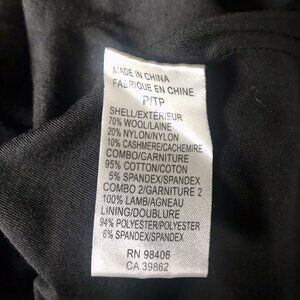 MADE IN CHINA
FABRIQUE EN CHINE
P/TP
SHELL/EXTÉRIEUR
70% WOOL/LAINE
20% NYLON/NYLON
10% CASHMERE/CACHEMIRE
COMBO/GARNITURE
95% COTTON/COTON
5% SPANDEX/SPANDEX
COMBO 2/GARNITURE 2
100% LAMB/AGNEAU
LINING/DOUBLURE
94% POLYESTER/POLYESTER
6% SPANDEX/SPANDEX
RN 98406
CA 39862